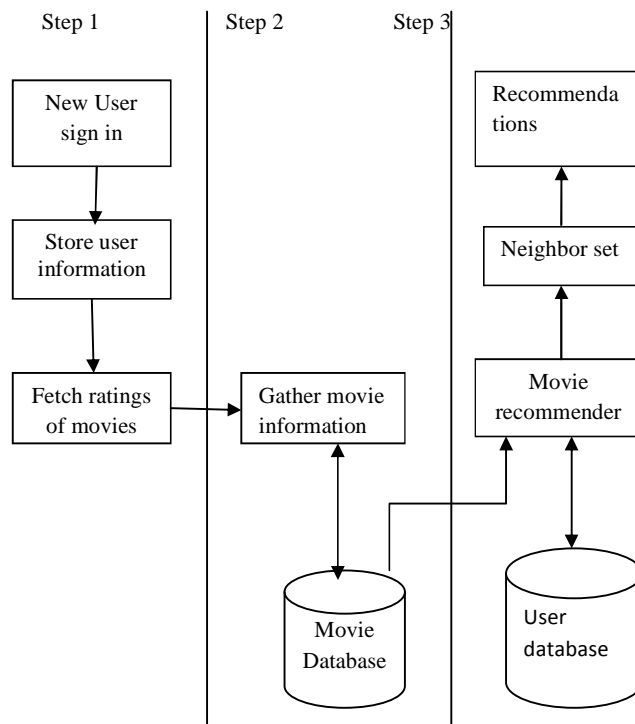 Step 1
Step 2
Step 3
New User
sign in
Store user
information
Fetch ratings
of movies
Gather movie
information
Movie
Database
Recommenda
tions
Neighbor set
Movie
recommender
User
database